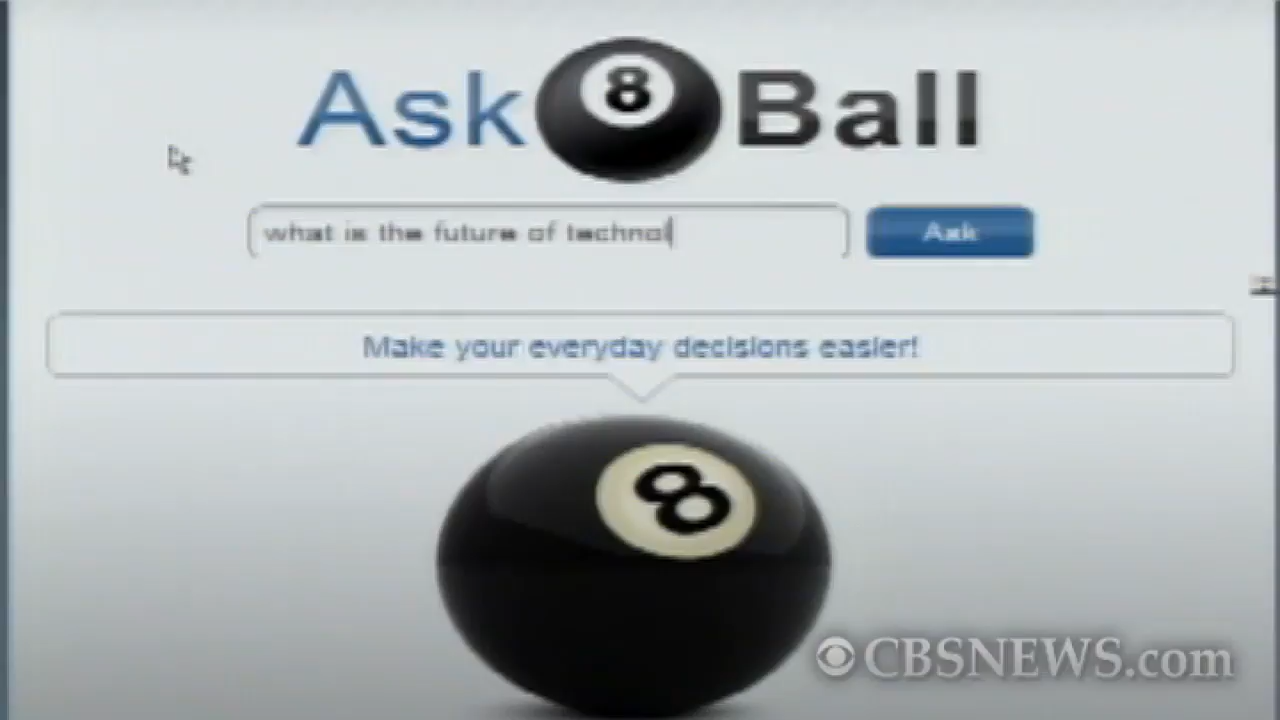 Ask 8 Ball
what is the future of technol
Ask
Make your everyday decisions easier!
8
CBSNEWS.com